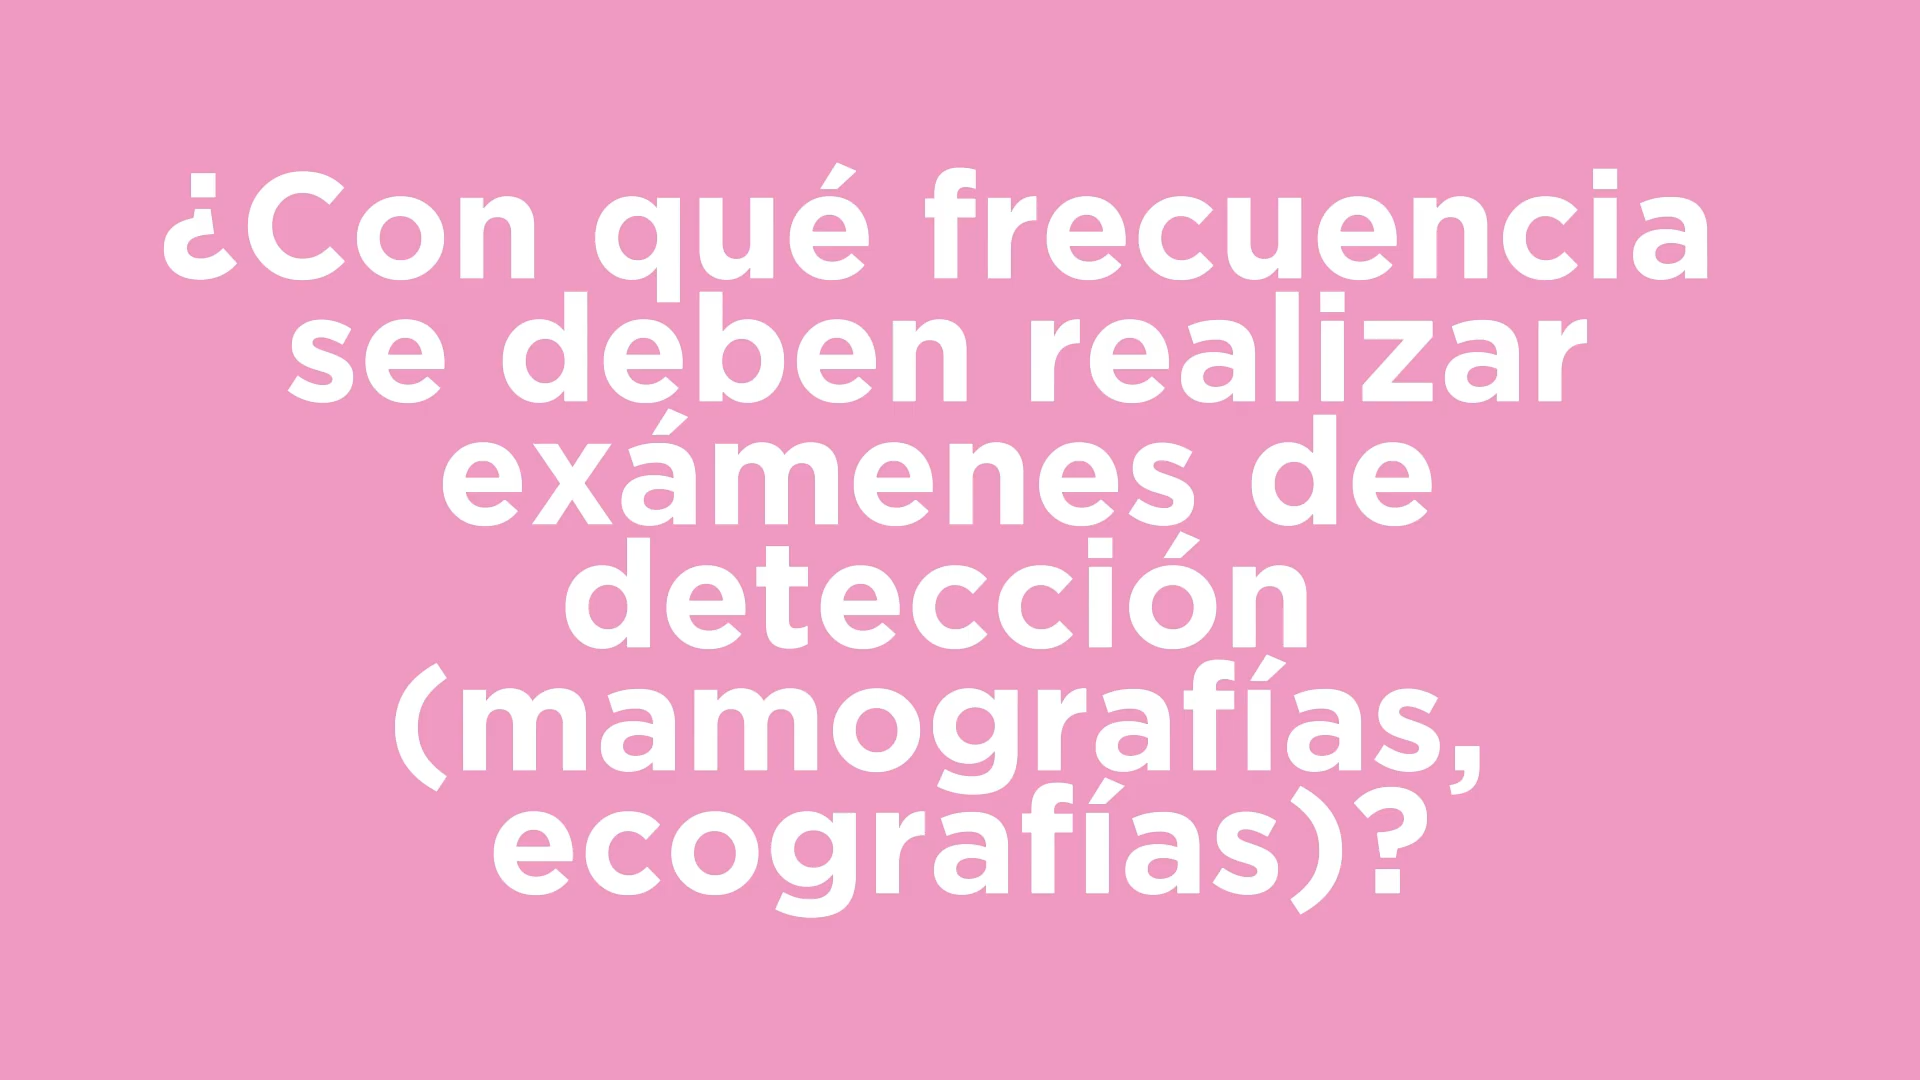 ¿Con qué frecuencia
se deben realizar
exámenes de
detección
(mamografías,
ecografías)?